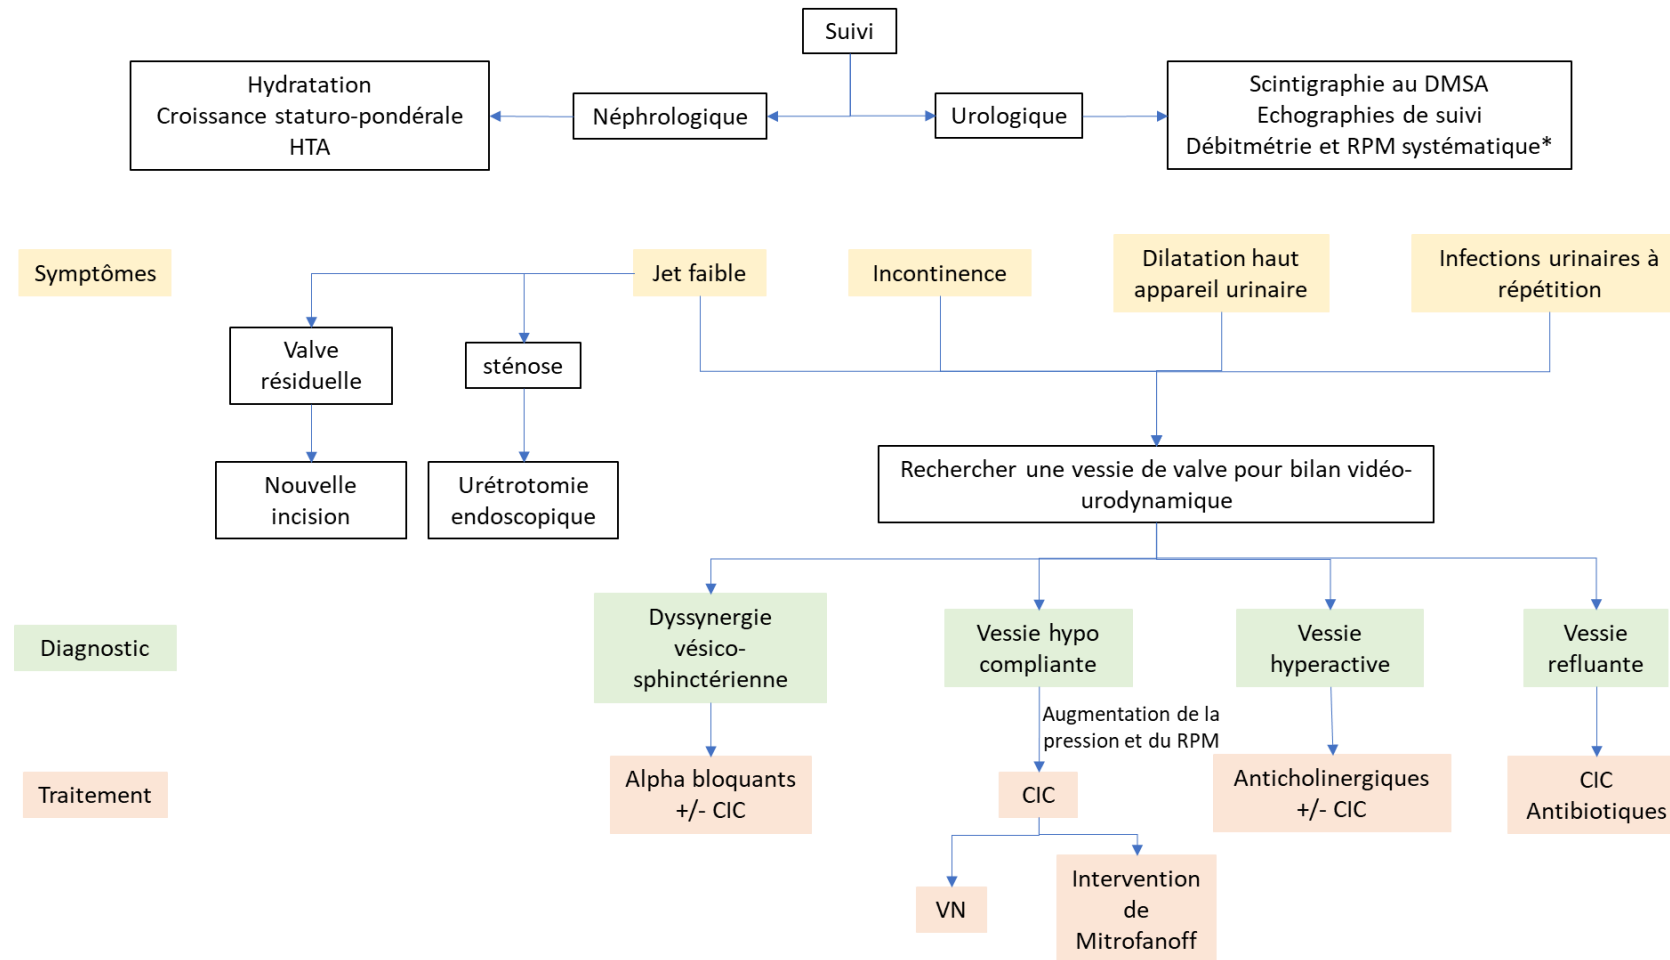 Suivi
Hydratation
Croissance staturo-pondérale
HTA
Néphrologique
Urologique
Scintigraphie au DMSA
Echographies de suivi
Débitmétrie et RPM systématique*
Symptômes
Jet faible
Incontinence
Dilatation haut
appareil urinaire
Infections urinaires à
répétition
Valve
résiduelle
sténose
Nouvelle
incision
Urétrotomie
endoscopique
Rechercher une vessie de valve pour bilan vidéo-
urodynamique
Diagnostic
Dyssynergie
vésico-
sphinctérienne
Vessie hypo
compliante
Vessie
hyperactive
Vessie
refluante
Augmentation de la
pression et du RPM
Traitement
Alpha bloquants
+/- CIC
CIC
Anticholinergiques
+/- CIC
CIC
Antibiotiques
VN
Intervention
de
Mitrofanoff